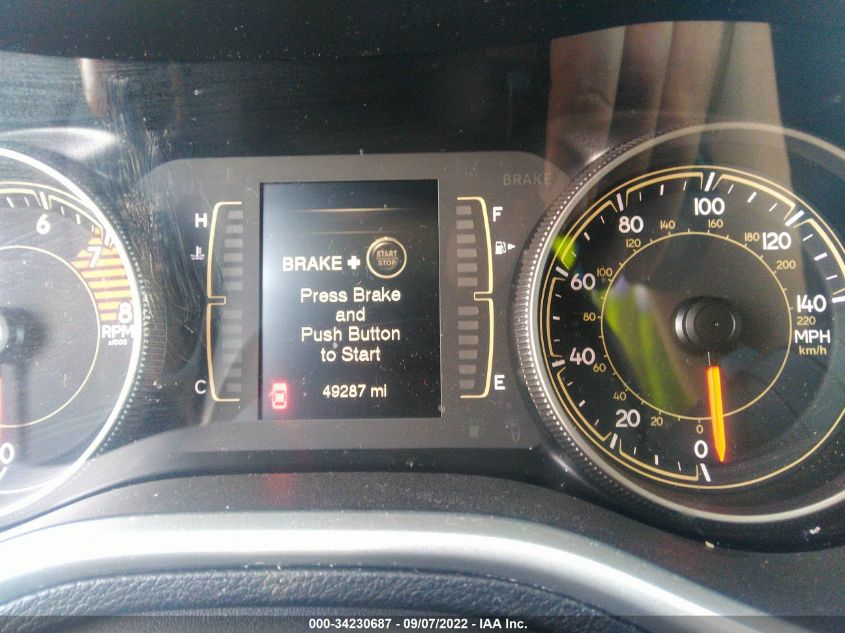 BRAKE
6
7
8
RPM
x1000
0
H
C
BRAKE + START STOP
Press Brake
and
Push Button
to Start
49287 mi
F
E
0
20
40
60
80
100
120
140
MPH
0
20
40
60
80
100
120
140
160
180
200
220
km/h
000-34230687 - 09/07/2022 - IAA Inc.